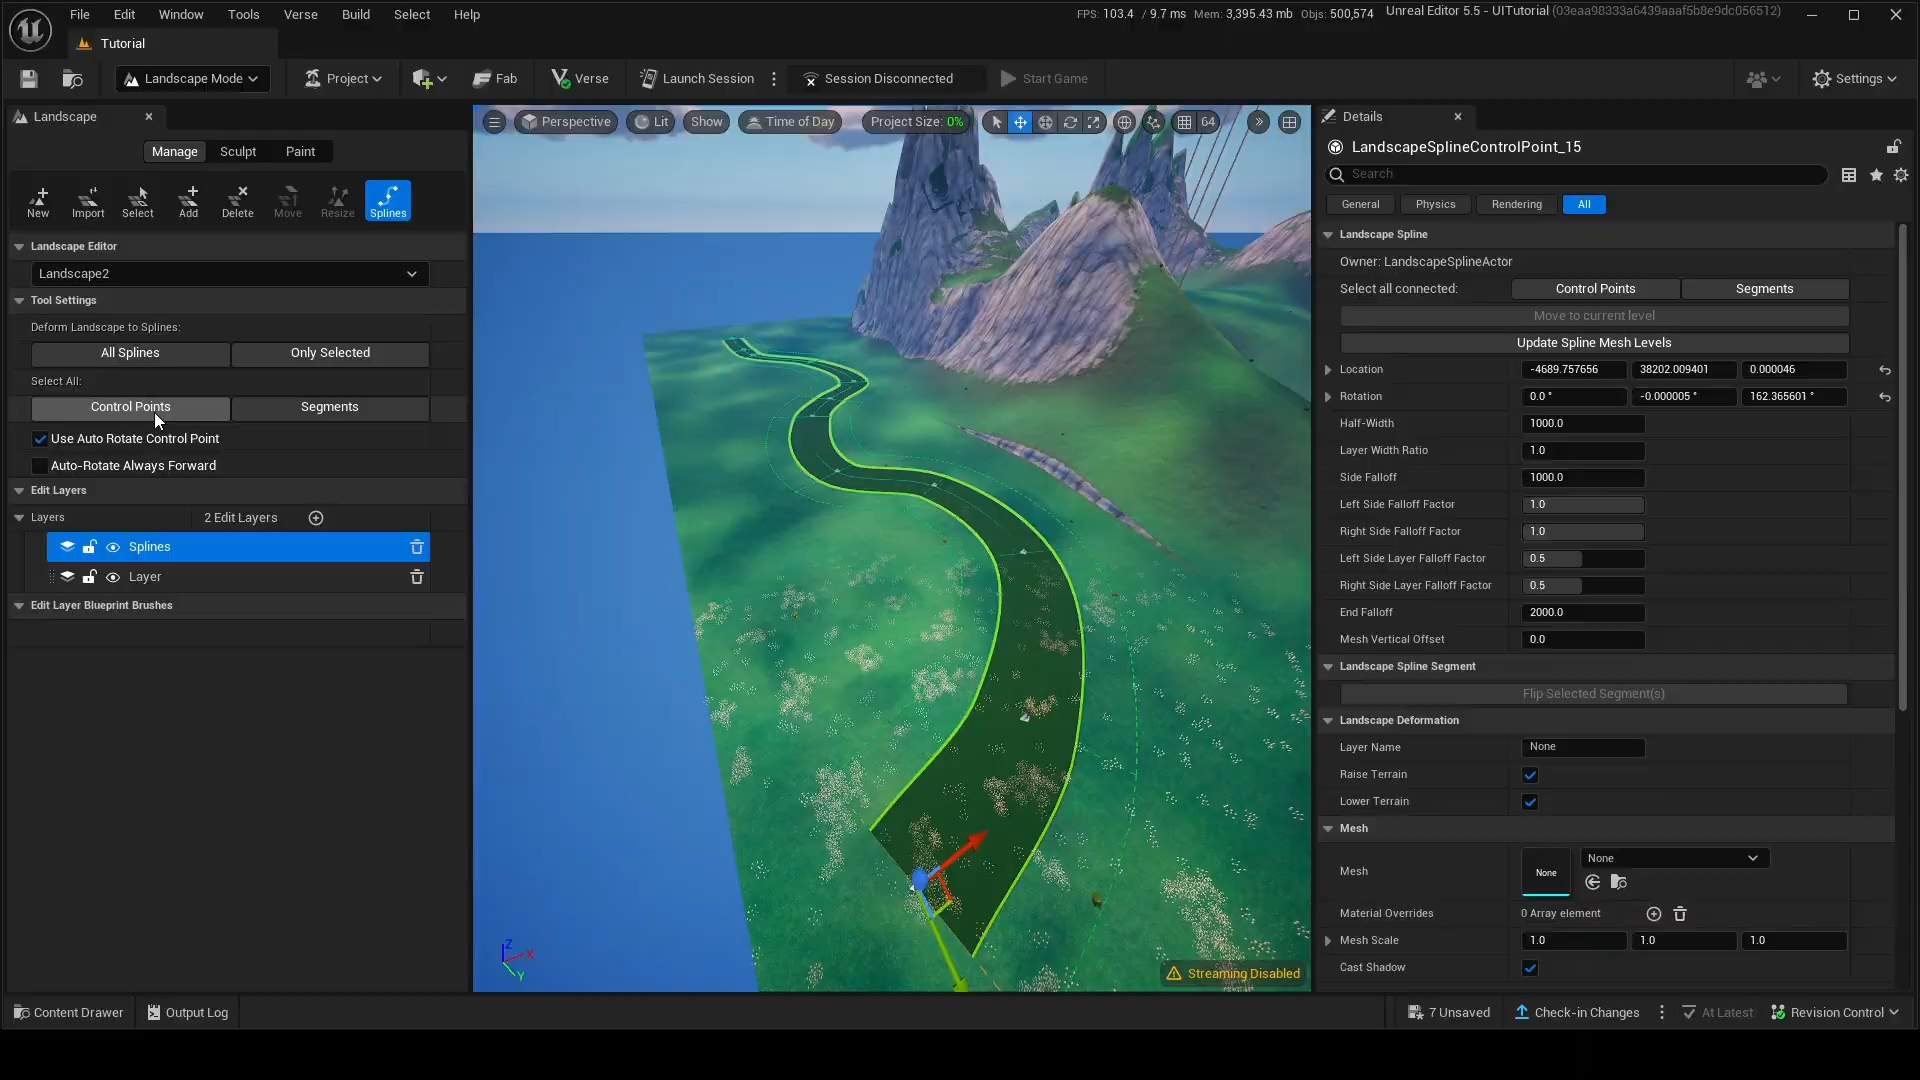 File Edit Window Tools Verse Build Select Help
FPS: 103.4 / 9.7 ms Mem: 3,395.43 mb Objs: 500,574
Unreal Editor 5.5 - UITutorial (03eaa98333a6439aaaf5b8e9dc056512)
Tutorial
Landscape Mode Project Fab Verse Launch Session Session Disconnected Start Game Settings
Landscape
Manage Sculpt Paint
New Import Select Add Delete Move Resize Splines
Landscape Editor
Landscape2
Tool Settings
Deform Landscape to Splines:
All Splines Only Selected
Select All:
Control Points Segments
Use Auto Rotate Control Point
Auto-Rotate Always Forward
Edit Layers
Layers 2 Edit Layers
Splines
Layer
Edit Layer Blueprint Brushes
Perspective Lit Show Time of Day Project Size: 0% 64
Z X
Y
Streaming Disabled
Details
LandscapeSplineControlPoint_15
Search
General Physics Rendering All
Landscape Spline
Owner: LandscapeSplineActor
Select all connected: Control Points Segments
Move to current level
Update Spline Mesh Levels
Location -4689.757656 38202.009401 0.000046
Rotation 0.0 ° -0.000005 ° 162.365601 °
Half-Width 1000.0
Layer Width Ratio 1.0
Side Falloff 1000.0
Left Side Falloff Factor 1.0
Right Side Falloff Factor 1.0
Left Side Layer Falloff Factor 0.5
Right Side Layer Falloff Factor 0.5
End Falloff 2000.0
Mesh Vertical Offset 0.0
Landscape Spline Segment
Flip Selected Segment(s)
Landscape Deformation
Layer Name None
Raise Terrain
Lower Terrain
Mesh
Mesh None None
Material Overrides 0 Array element
Mesh Scale 1.0 1.0 1.0
Cast Shadow
Content Drawer Output Log 7 Unsaved Check-in Changes At Latest Revision Control